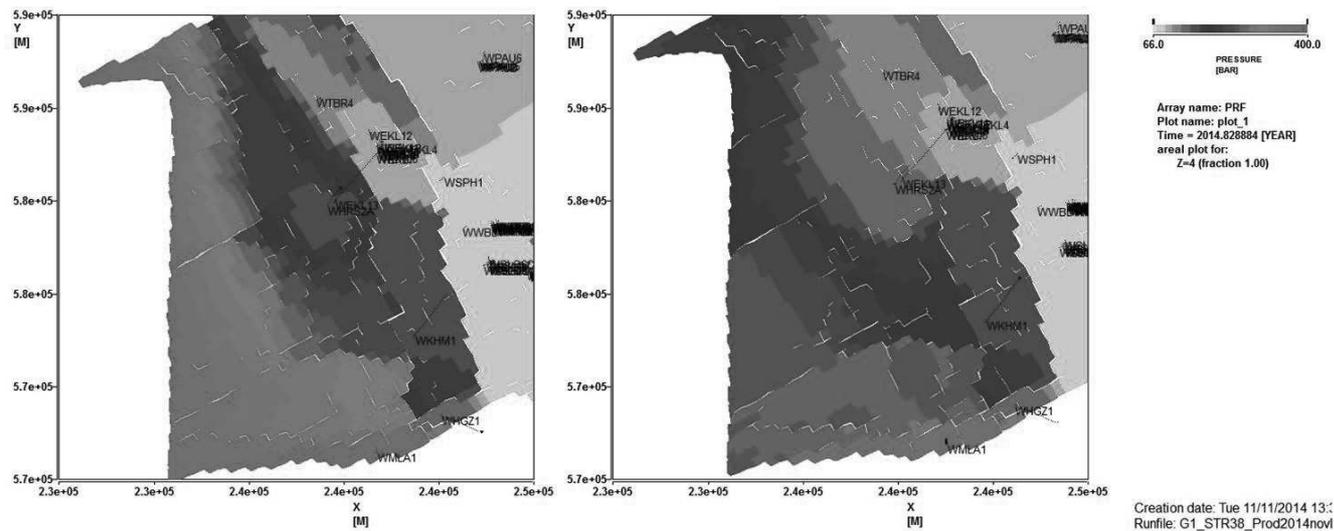 5.9e+05
Y
[M]
5.9e+05
5.8e+05
5.8e+05
5.7e+05
5.7e+05
2.3e+05
2.3e+05
2.4e+05
2.4e+05
2.4e+05
2.5e+05
X
[M]
WPAU6
WTBR4
WEKL12
WSPH1
WEKL13
WHRS2A
WKHM1
WHGZ1
WMLA1
5.9e+05
Y
[M]
5.9e+05
5.8e+05
5.8e+05
5.7e+05
5.7e+05
2.3e+05
2.3e+05
2.4e+05
2.4e+05
2.4e+05
2.5e+05
X
[M]
WPAU
WTBR4
WEKL12
WSPH1
WEKL13
WHRS2A
WKHM1
WHGZ1
WMLA1
66.0
400.0
PRESSURE
[BAR]
Array name: PRF
Plot name: plot_1
Time = 2014.828884 [YEAR]
areal plot for:
Z=4 (fraction 1.00)
Creation date: Tue 11/11/2014 13:
Runfile: G1_STR38_Prod2014no